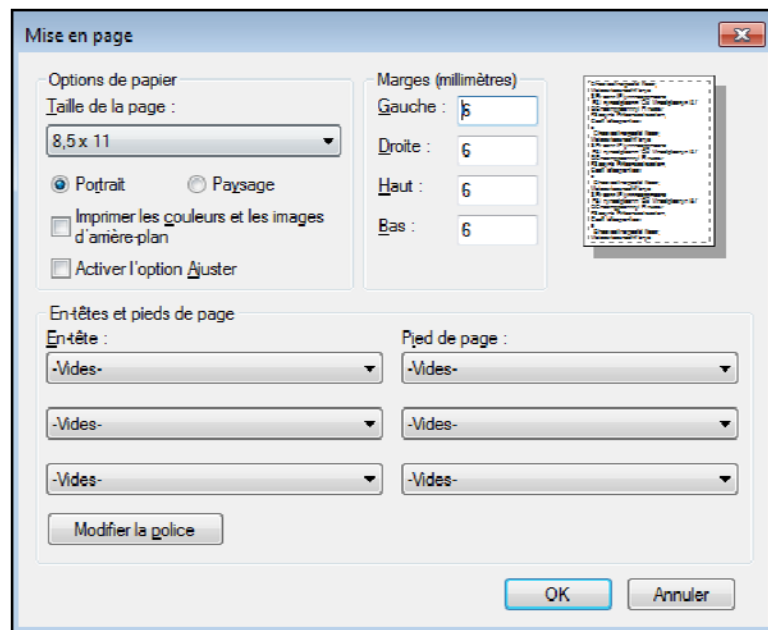 Mise en page
Options de papier
Taille de la page :
8,5 x 11
Portrait
Paysage
Imprimer les couleurs et les images
d'arrière-plan
Activer l'option Ajuster
Marges (millimètres)
Gauche : 6
Droite : 6
Haut : 6
Bas : 6
En-têtes et pieds de page
En-tête :
Pied de page :
-Vides-
-Vides-
-Vides-
-Vides-
-Vides-
-Vides-
Modifier la police
OK
Annuler